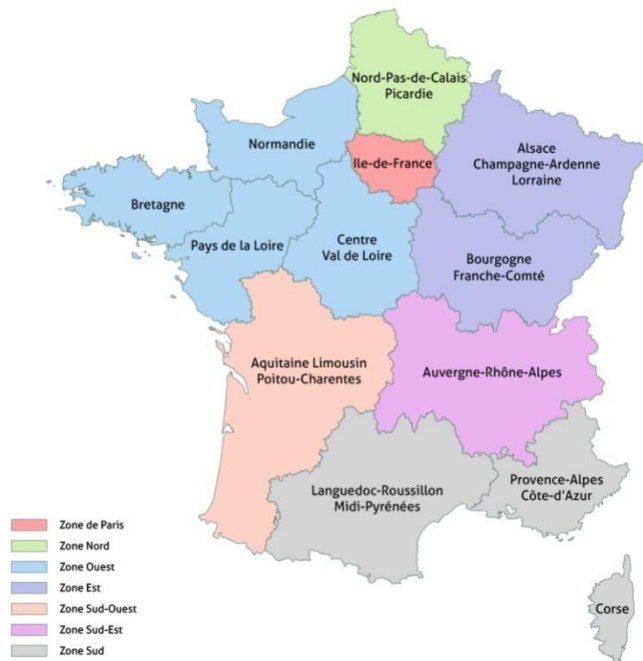 Nord-Pas-de-Calais
Picardie
Normandie
Ile-de-France
Alsace
Champagne-Ardenne
Lorraine
Bretagne
Pays de la Loire
Centre
Val de Loire
Bourgogne
Franche-Comté
Aquitaine Limousin
Poitou-Charentes
Auvergne-Rhône-Alpes
Languedoc-Roussillon
Midi-Pyrénées
Provence-Alpes
Côte-d'Azur
Corse
Zone de Paris
Zone Nord
Zone Ouest
Zone Est
Zone Sud-Ouest
Zone Sud-Est
Zone Sud